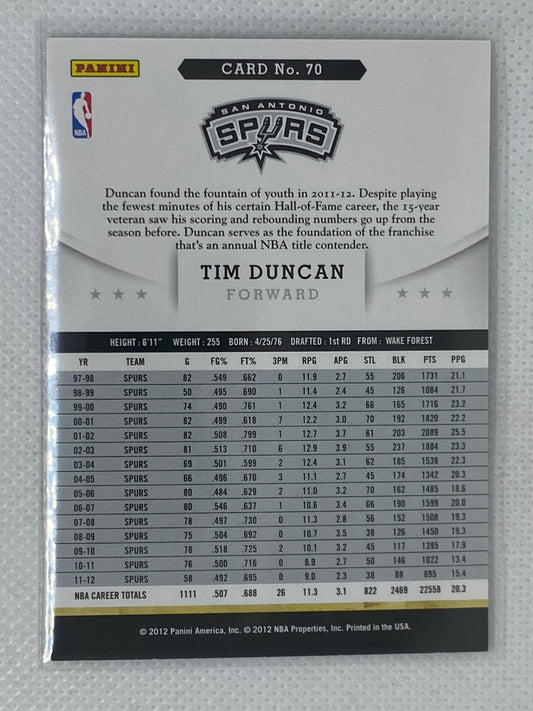 PANINI
CARD No. 70
NBA
SAN ANTONIO
SPURS
Duncan found the fountain of youth in 2011-12. Despite playing
the fewest minutes of his certain Hall-of-Fame career, the 15-year
veteran saw his scoring and rebounding numbers go up from the
season before. Duncan serves as the foundation of the franchise
that's an annual NBA title contender.
TIM DUNCAN
FORWARD
HEIGHT : 6'11" WEIGHT : 255 BORN : 4/25/76 DRAFTED : 1st RD FROM : WAKE FOREST
YR TEAM G FG% FT% 3PM RPG APG STL BLK PTS PPG
97-98 SPURS 82 .549 .662 0 11.9 2.7 55 206 1731 21.1
98-99 SPURS 50 .495 .690 1 11.4 2.4 45 126 1084 21.7
99-00 SPURS 74 .490 .761 1 12.4 3.2 66 165 1716 23.2
00-01 SPURS 82 .499 .618 7 12.2 3.0 70 192 1820 22.2
01-02 SPURS 82 .508 .799 1 12.7 3.7 61 203 2089 25.5
02-03 SPURS 81 .513 .710 6 12.9 3.9 55 237 1884 23.3
03-04 SPURS 69 .501 .599 2 12.4 3.1 62 185 1538 22.3
04-05 SPURS 66 .496 .670 3 11.1 2.7 45 174 1342 20.3
05-06 SPURS 80 .484 .629 2 11.0 3.2 70 162 1485 18.6
06-07 SPURS 80 .546 .637 1 10.6 3.4 66 190 1599 20.0
07-08 SPURS 78 .497 .730 0 11.3 2.8 56 152 1508 19.3
08-09 SPURS 75 .504 .692 0 10.7 3.5 38 126 1450 19.3
09-10 SPURS 78 .518 .725 2 10.1 3.2 45 117 1395 17.9
10-11 SPURS 76 .500 .716 0 8.9 2.7 50 146 1022 13.4
11-12 SPURS 58 .492 .695 0 9.0 2.3 38 88 895 15.4
NBA CAREER TOTALS 1111 .507 .688 26 11.3 3.1 822 2469 22558 20.3
© 2012 Panini America, Inc. © 2012 NBA Properties, Inc. Printed in the USA.